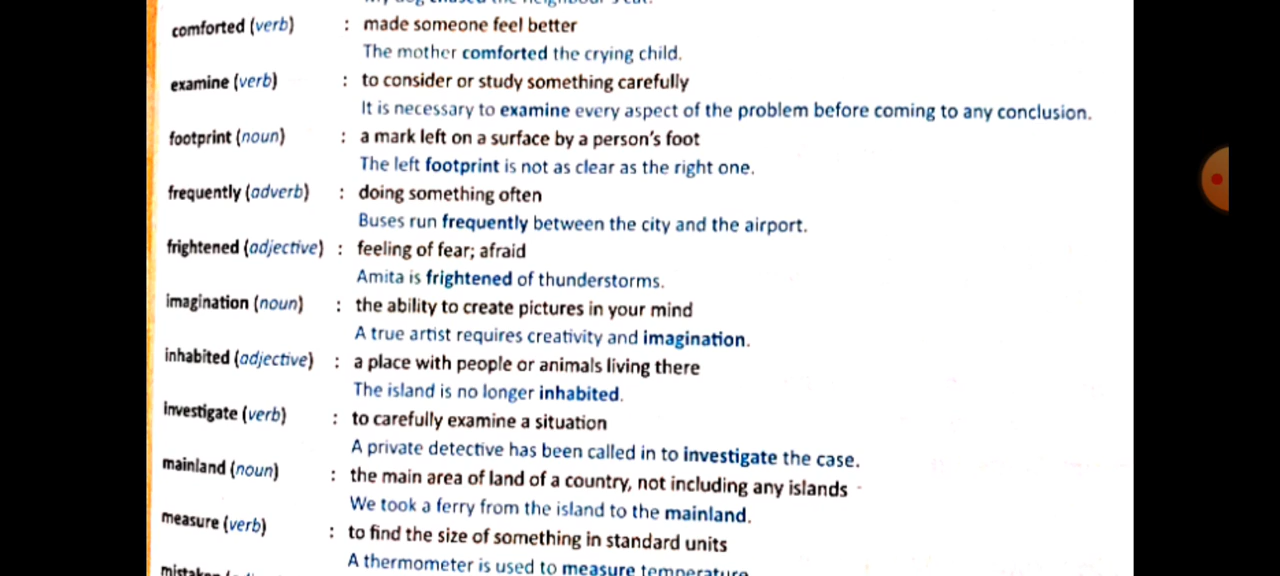 comforted (verb) : made someone feel better
The mother comforted the crying child.
examine (verb) : to consider or study something carefully
It is necessary to examine every aspect of the problem before coming to any conclusion.
footprint (noun) : a mark left on a surface by a person's foot
The left footprint is not as clear as the right one.
frequently (adverb) : doing something often
Buses run frequently between the city and the airport.
frightened (adjective) : feeling of fear; afraid
Amita is frightened of thunderstorms.
imagination (noun) : the ability to create pictures in your mind
A true artist requires creativity and imagination.
inhabited (adjective) : a place with people or animals living there
The island is no longer inhabited.
investigate (verb) : to carefully examine a situation
A private detective has been called in to investigate the case.
mainland (noun) : the main area of land of a country, not including any islands
We took a ferry from the island to the mainland.
measure (verb) : to find the size of something in standard units
A thermometer is used to measure temperature